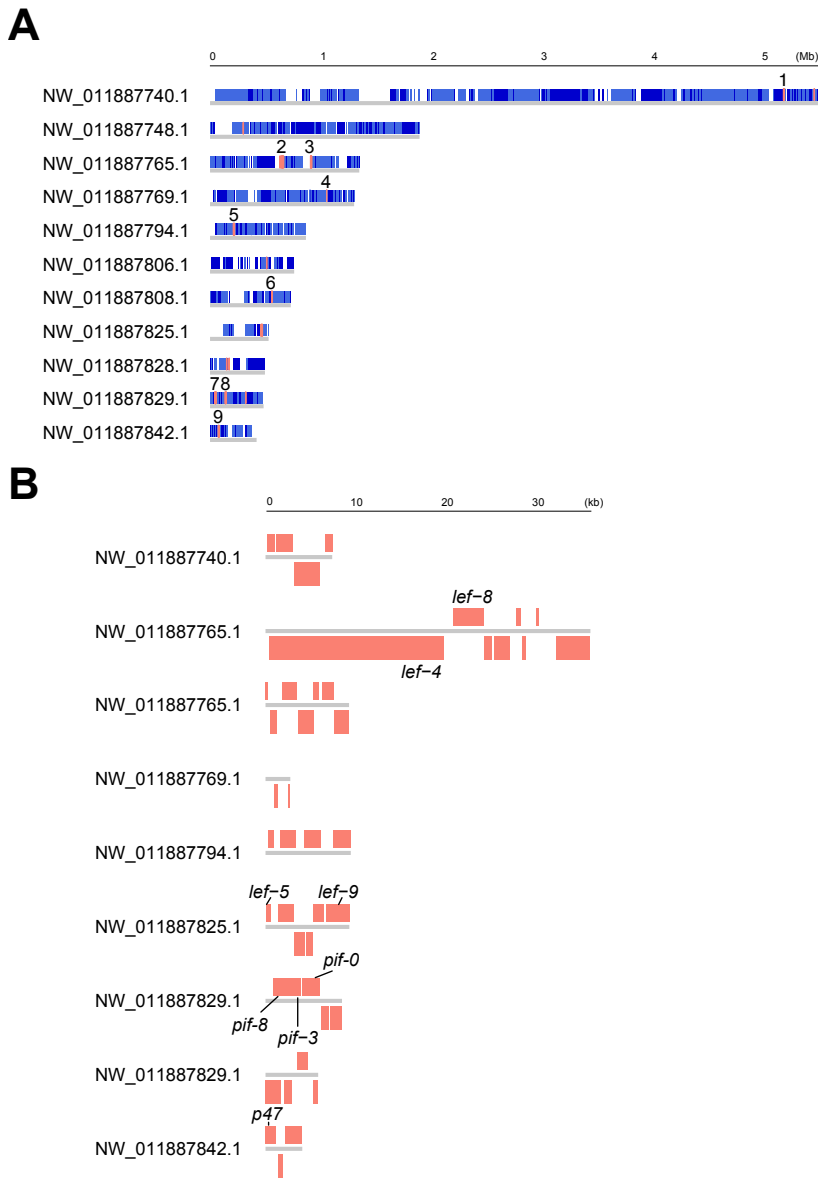 A
0 1 2 3 4 5 (Mb)
1
NW_011887740.1
NW_011887748.1
2 3
NW_011887765.1
4
NW_011887769.1
5
NW_011887794.1
NW_011887806.1
6
NW_011887808.1
NW_011887825.1
NW_011887828.1
78
NW_011887829.1
9
NW_011887842.1
B
0 10 20 30 (kb)
NW_011887740.1
lef−8
NW_011887765.1
lef−4
NW_011887765.1
NW_011887769.1
NW_011887794.1
lef−5 lef−9
NW_011887825.1
pif-0
NW_011887829.1
pif-8
pif−3
NW_011887829.1
p47
NW_011887842.1